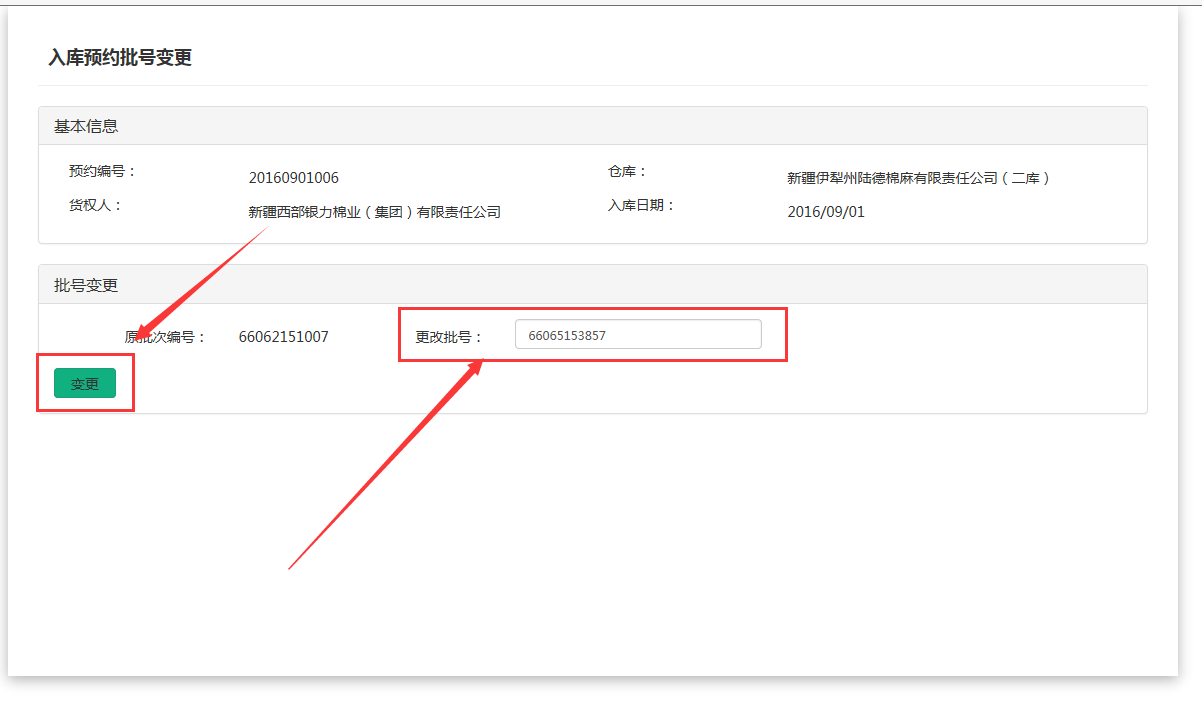 入库预约批号变更
基本信息
预约编号： 20160901006 仓库： 新疆伊犁州陆德棉麻有限责任公司（二库）
货权人： 新疆西部银力棉业（集团）有限责任公司 入库日期： 2016/09/01
批号变更
原批次编号： 66062151007 更改批号： 66065153857
变更